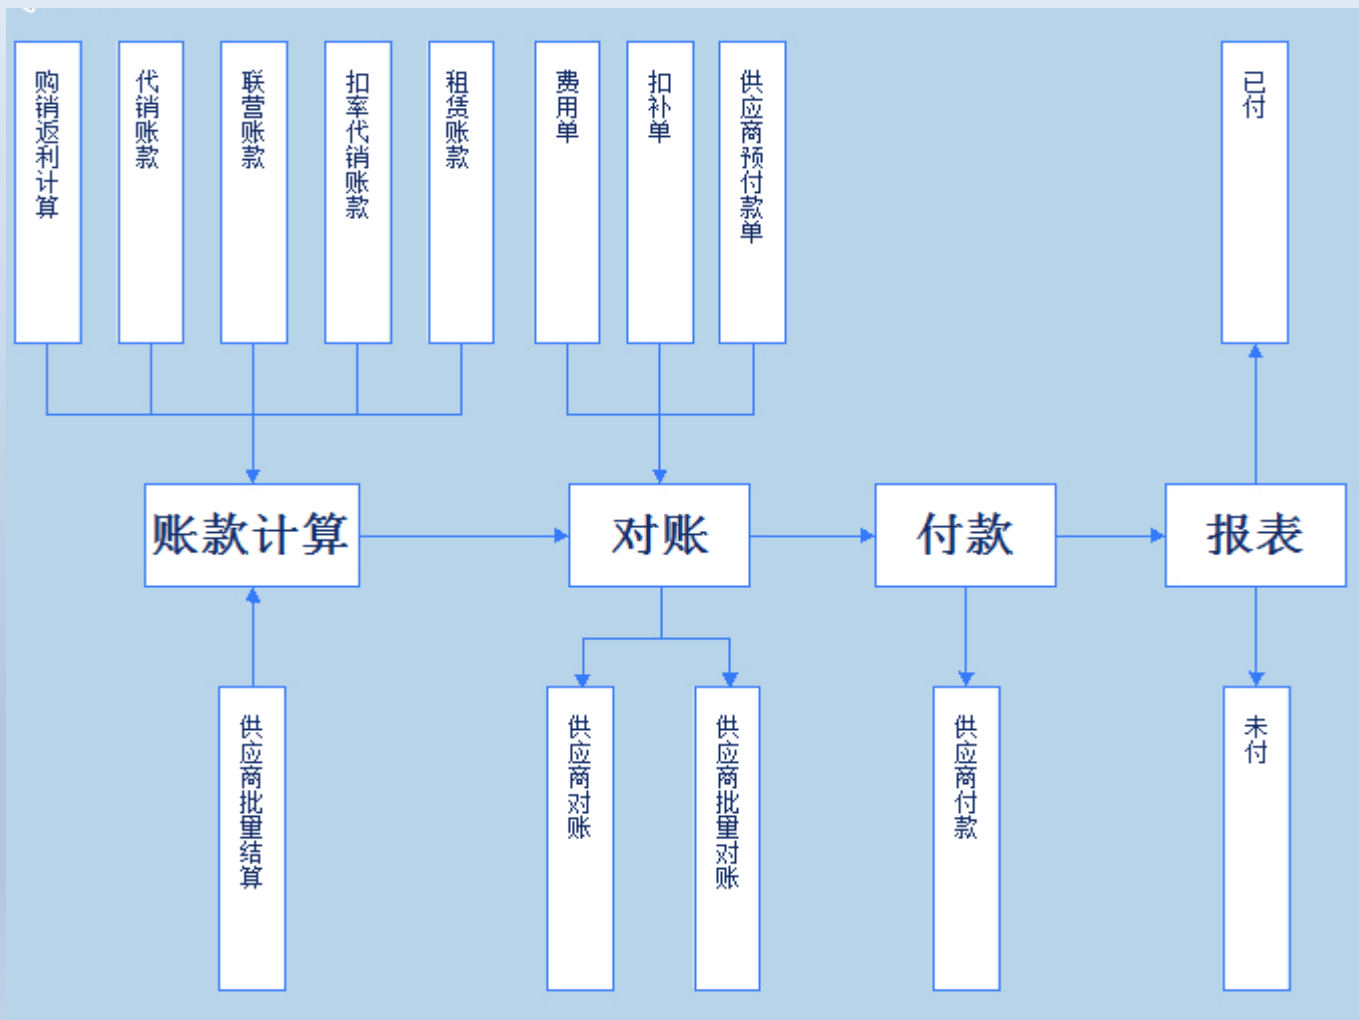 购销返利计算
代销账款
联营账款
扣率代销账款
租赁账款
费用单
扣补单
供应商预付款单
已付
账款计算
对账
付款
报表
供应商批量结算
供应商对账
供应商批量对账
供应商付款
未付